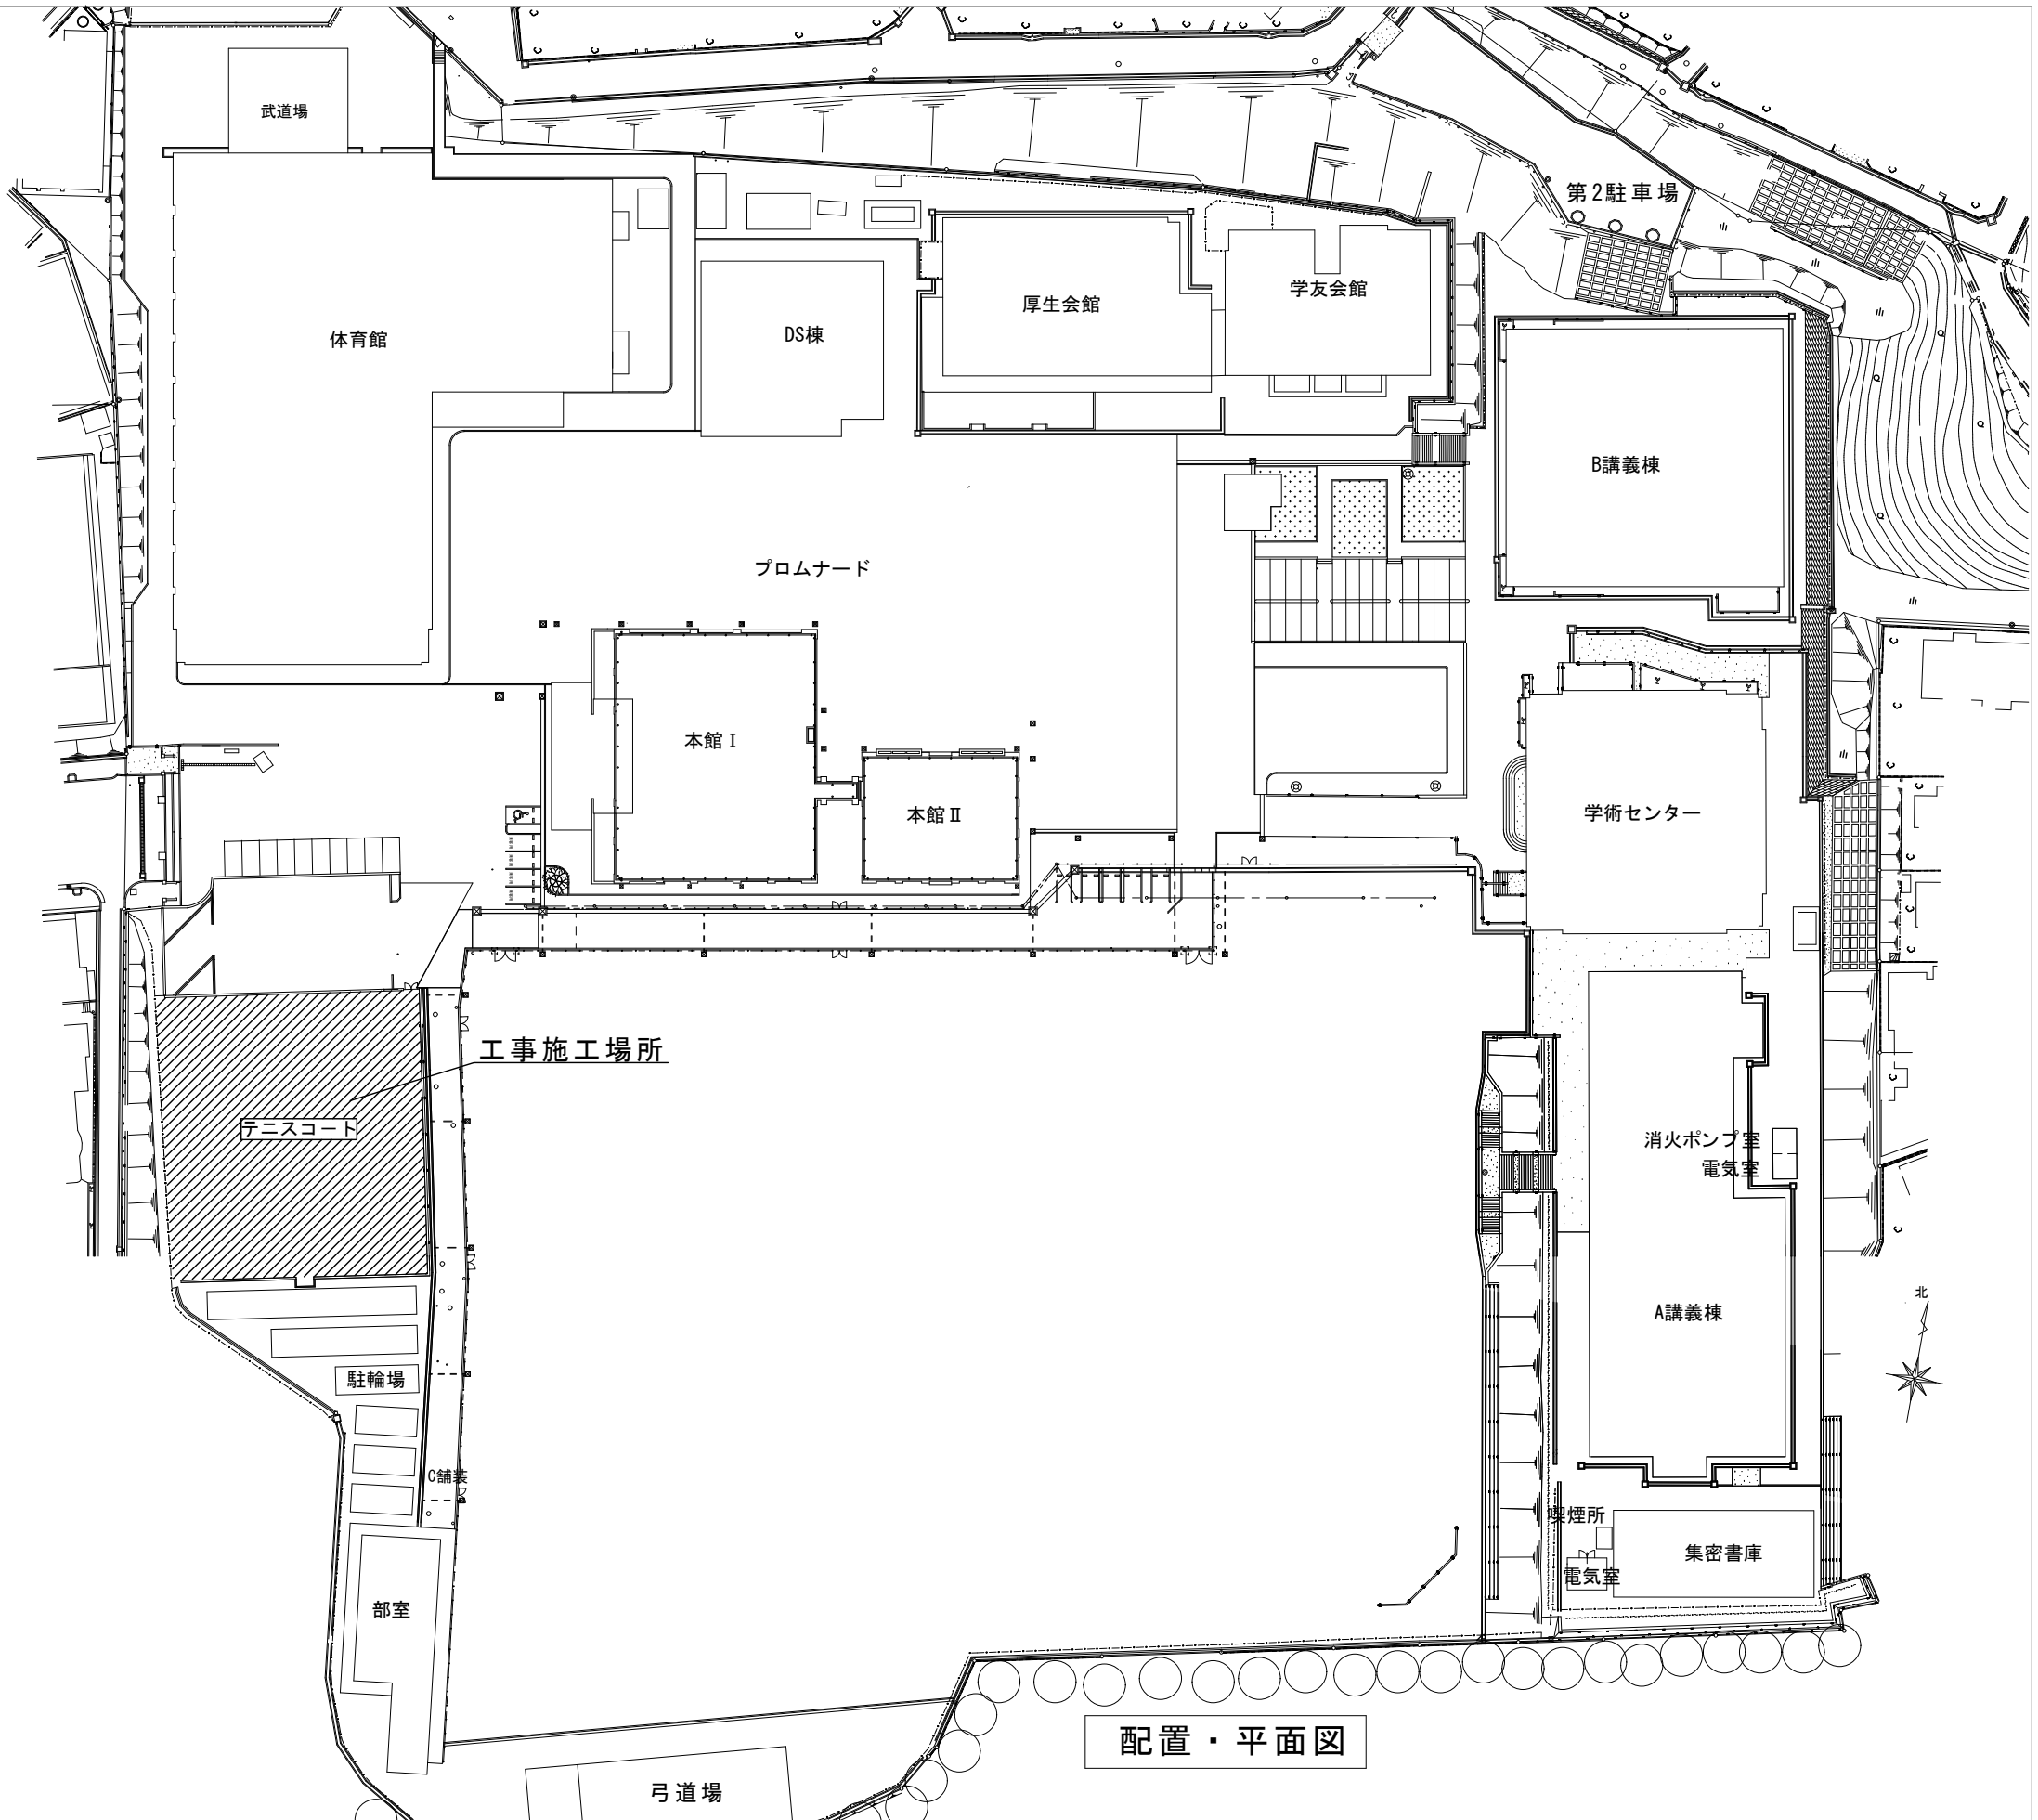 武道場
第2駐車場
体育館
DS棟
厚生会館
学友会館
B講義棟
プロムナード
本館Ⅰ
本館Ⅱ
学術センター
工事施工場所
テニスコート
消火ポンプ室
電気室
北
A講義棟
駐輪場
C舗装
喫煙所
集密書庫
電気室
部室
配置・平面図
弓道場